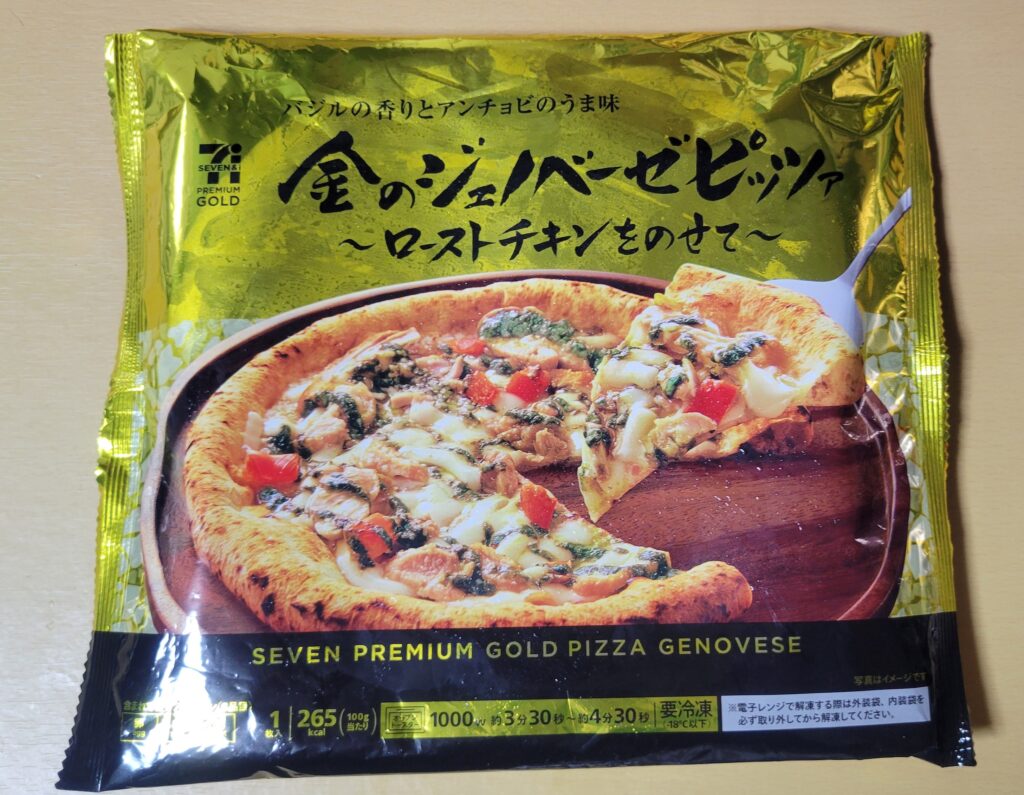 バジルの香りとアンチョビのうま味
SEVEN&i
PREMIUM
GOLD
金のジェノベーゼピッツァ
～ローストチキンをのせて～
SEVEN PREMIUM GOLD PIZZA GENOVESE
写真はイメージです
1
枚入
265
kcal
(100g
当たり)
1000W 約3分30秒～約4分30秒
要冷凍
(-18℃以下)
※電子レンジで解凍する際は外装袋、内装袋を
必ず取り外してから解凍してください。